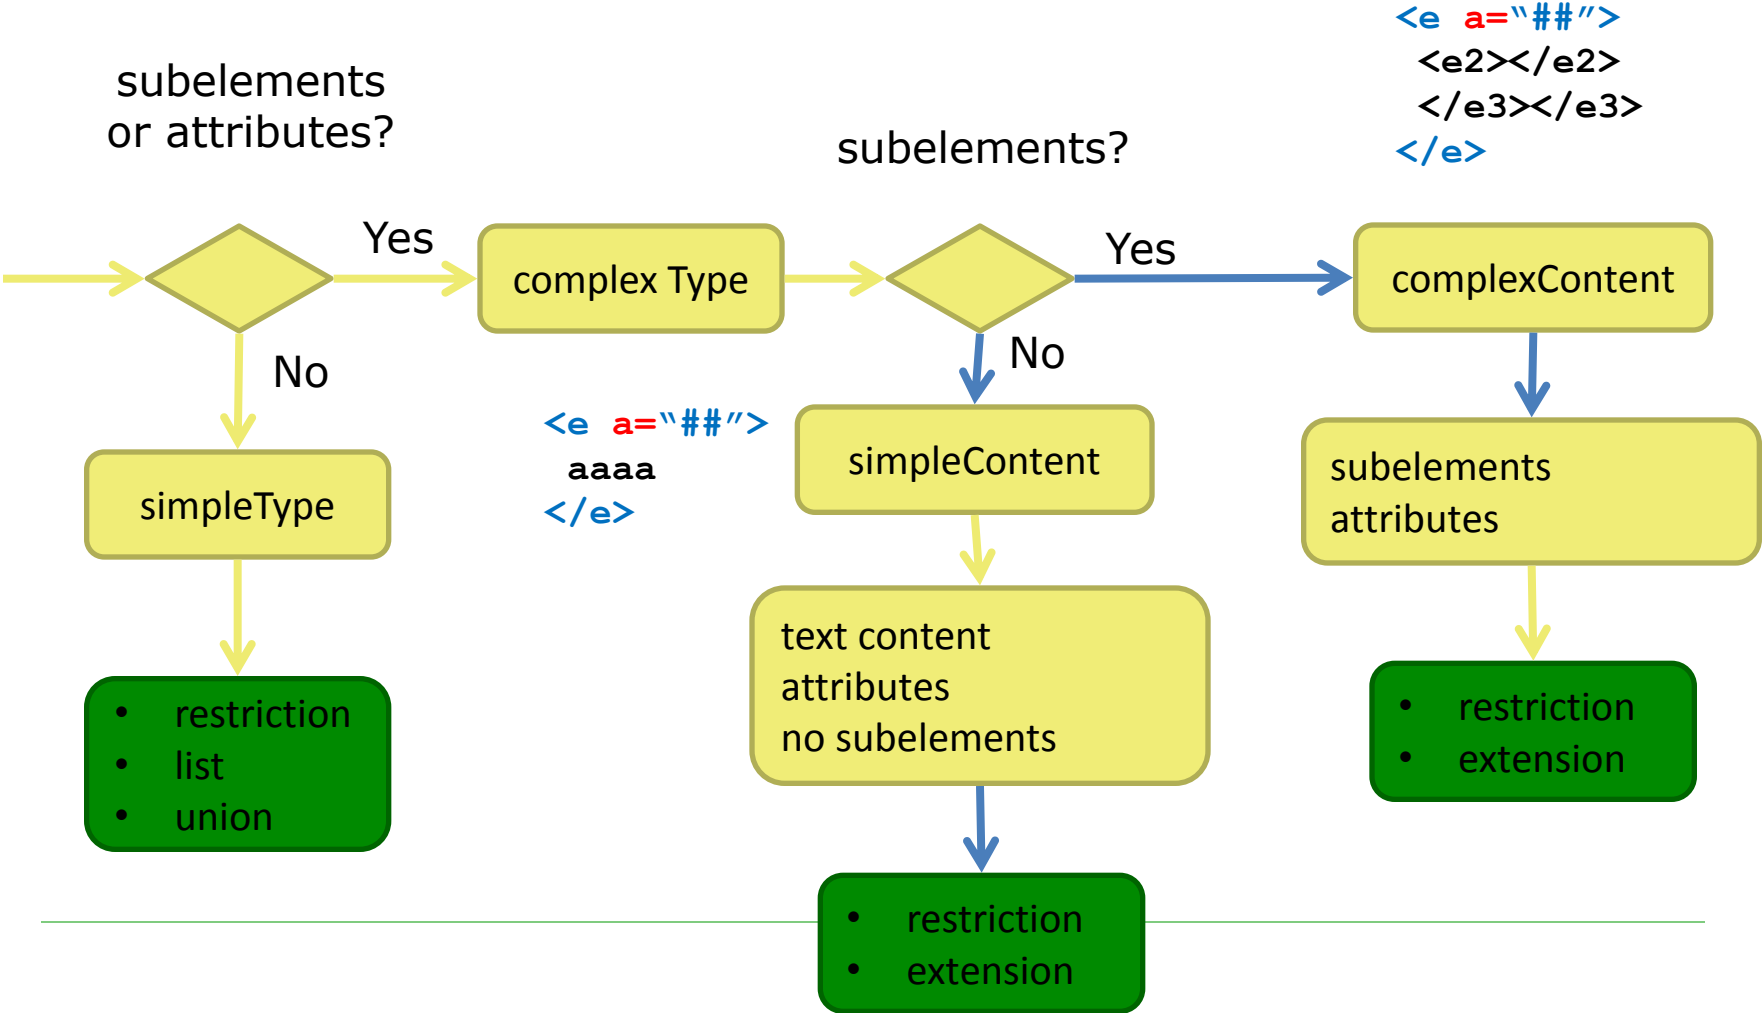 <e a=“##”>
<e2></e2>
</e3></e3>
</e>
subelements
or attributes?
subelements?
Yes
complex Type
Yes
complexContent
No
No
<e a=“##”>
aaaa
</e>
simpleContent
subelements
attributes
simpleType
text content
attributes
no subelements
• restriction
• list
• union
• restriction
• extension
• restriction
• extension